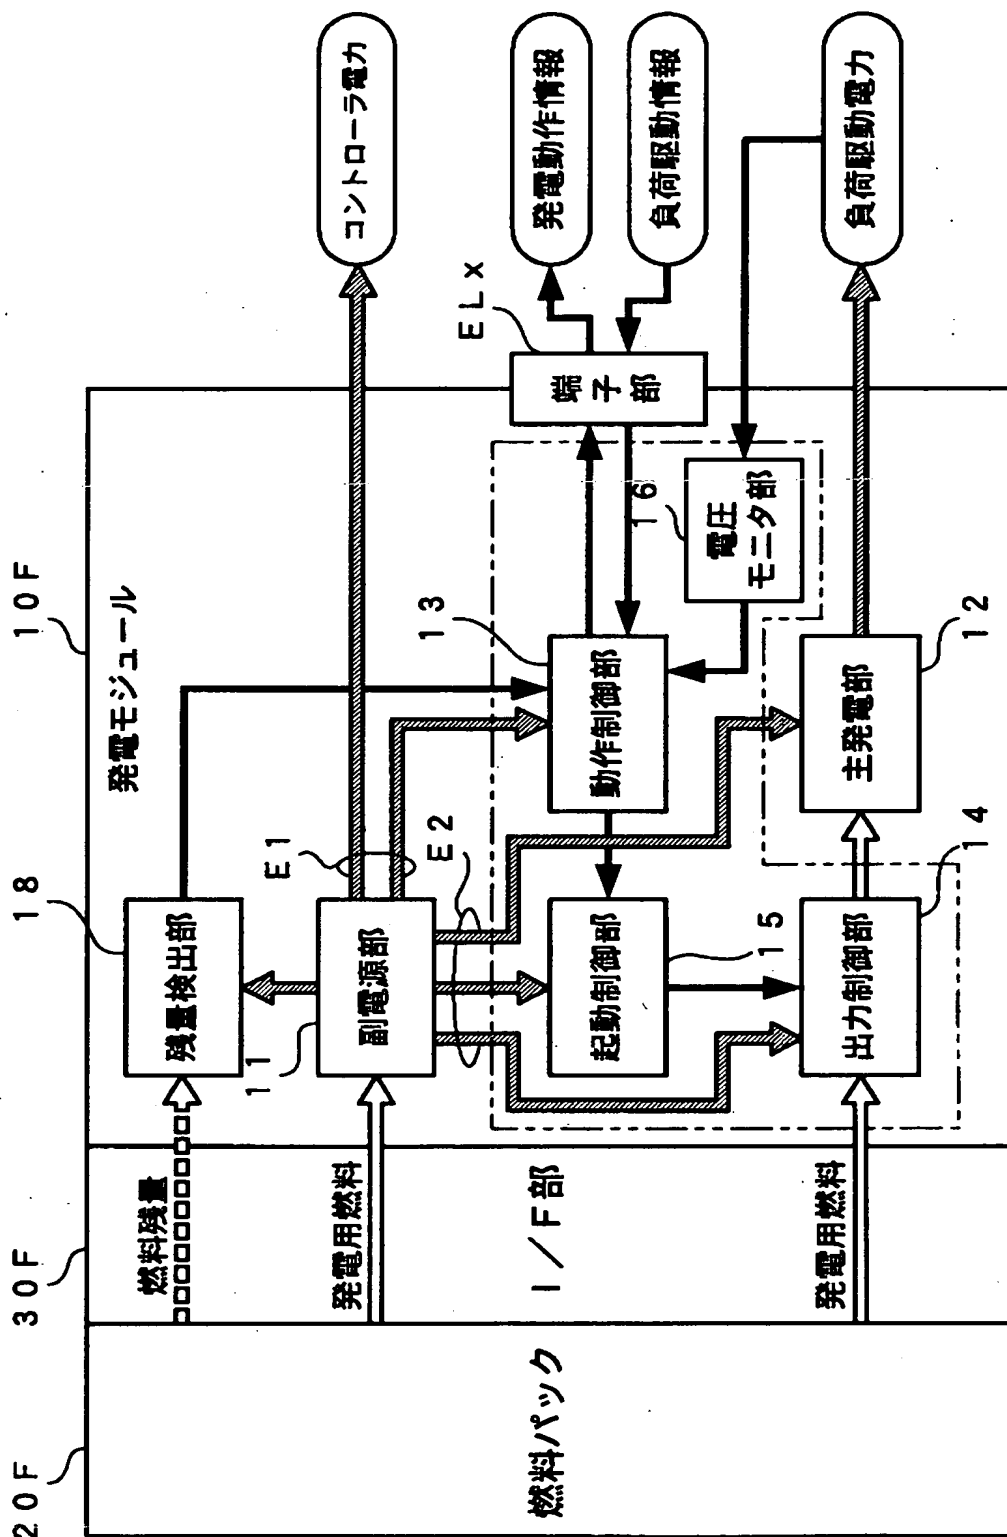 20F
30F
18
10F
燃料パック
I/F部
燃料残量
発電用燃料
発電用燃料
発電モジュール
残量検出部
11
副電源部
E1
E2
起動制御部
15
出力制御部
14
13
動作制御部
主発電部
12
16
電圧
モニタ部
端子部
ELx
コントローラ電力
発電動作情報
負荷駆動情報
負荷駆動電力